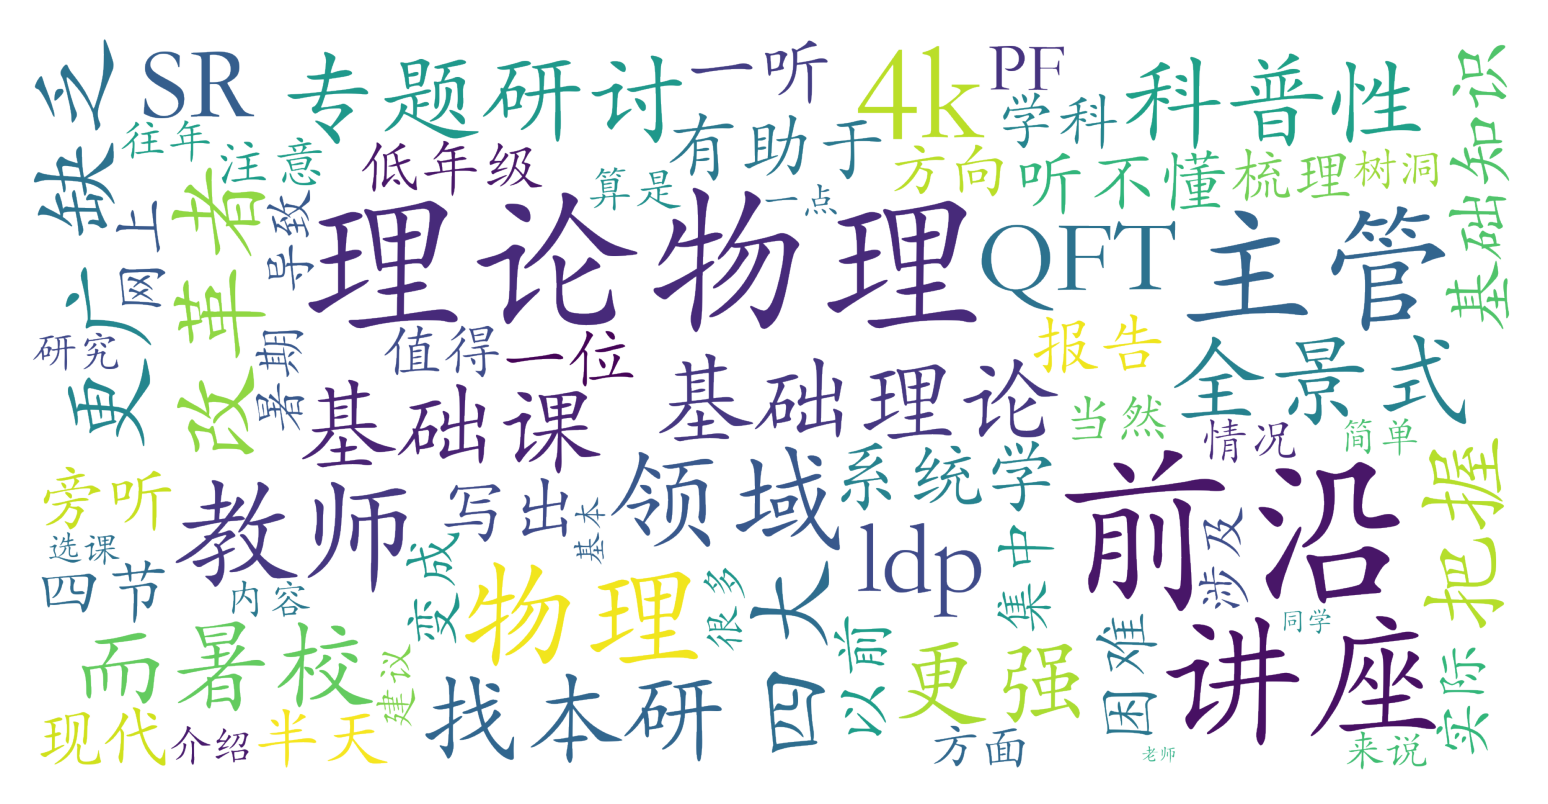 缺乏
SR
专题研讨
一听
4k
PF
科普性
基础知识
往年
注意
低年级
有助于
学科
算是
一点
方向
听不懂
梳理
树洞
网上
改革者
导致
理论物理
QFT
主管
更广
研究
暑期
值得
一位
报告
全景式
基础课
基础理论
当然
情况
简单
旁听
教师
写出
基本
领域
系统学
前沿
把握
选课
四节
内容
变成
物理
很多
四大
ldp
集中
涉及
同学
而暑校
建议
找本研
以前
更强
困难
讲座
实际
现代
介绍
半天
方面
老师
来说